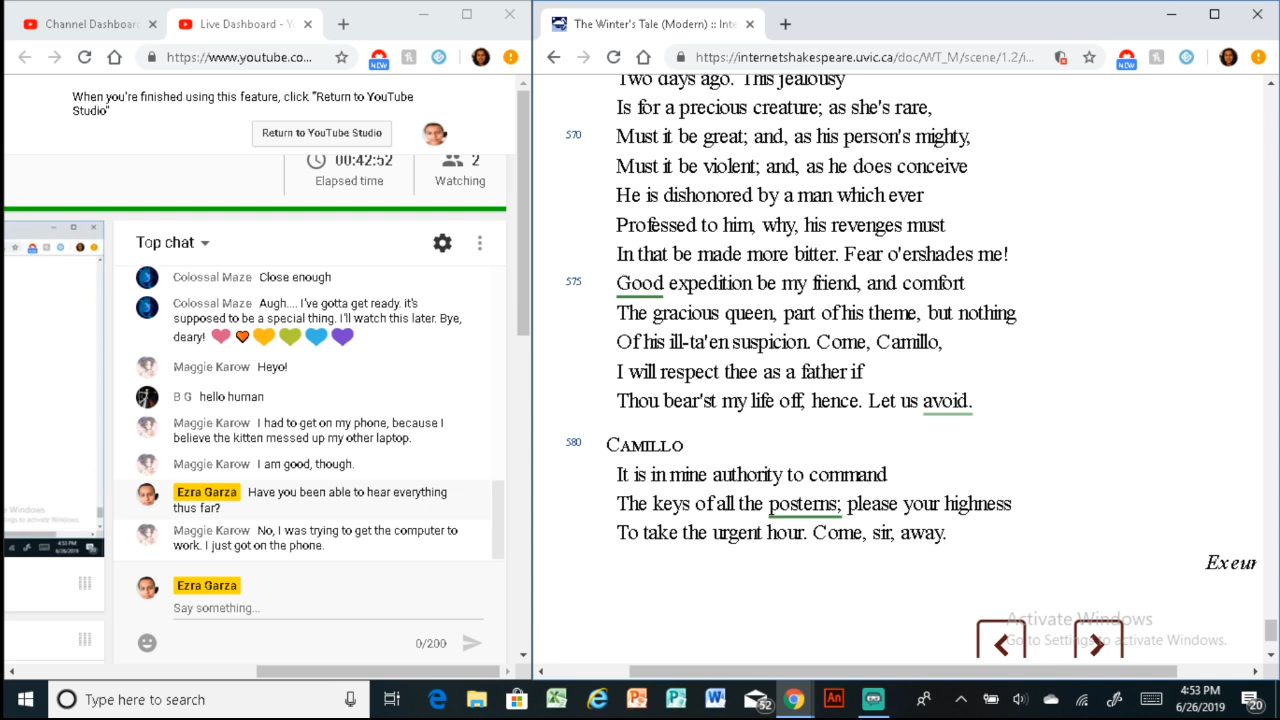 Channel Dashboard
Live Dashboard - Yo
https://www.youtube.co...
NEW
When you're finished using this feature, click "Return to YouTube
Studio"
Return to YouTube Studio
00:42:52
Elapsed time
2
Watching
Top chat
Colossal Maze Close enough
Colossal Maze Augh.... I've gotta get ready. it's
supposed to be a special thing. I'll watch this later. Bye,
deary!
Maggie Karow Heyo!
B G hello human
Maggie Karow I had to get on my phone, because I
believe the kitten messed up my other laptop.
Maggie Karow I am good, though.
Ezra Garza Have you been able to hear everything
thus far?
Maggie Karow No, I was trying to get the computer to
work. I just got on the phone.
Ezra Garza
Say something...
0/200
4:53 PM
6/26/2019
The Winter's Tale (Modern) :: Inte
https://internetshakespeare.uvic.ca/doc/WT_M/scene/1.2/i...
NEW
Two days ago. This jealousy
Is for a precious creature; as she's rare,
570 Must it be great; and, as his person's mighty,
Must it be violent; and, as he does conceive
He is dishonored by a man which ever
Professed to him, why, his revenges must
In that be made more bitter. Fear o'ershades me!
575 Good expedition be my friend, and comfort
The gracious queen, part of his theme, but nothing
Of his ill-ta'en suspicion. Come, Camillo,
I will respect thee as a father if
Thou bear'st my life off, hence. Let us avoid.
580 CAMILLO
It is in mine authority to command
The keys of all the posterns; please your highness
To take the urgent hour. Come, sir, away.
Exeun
Activate Windows
Go to Settings to activate Windows.
Type here to search
52
4:53 PM
6/26/2019
20